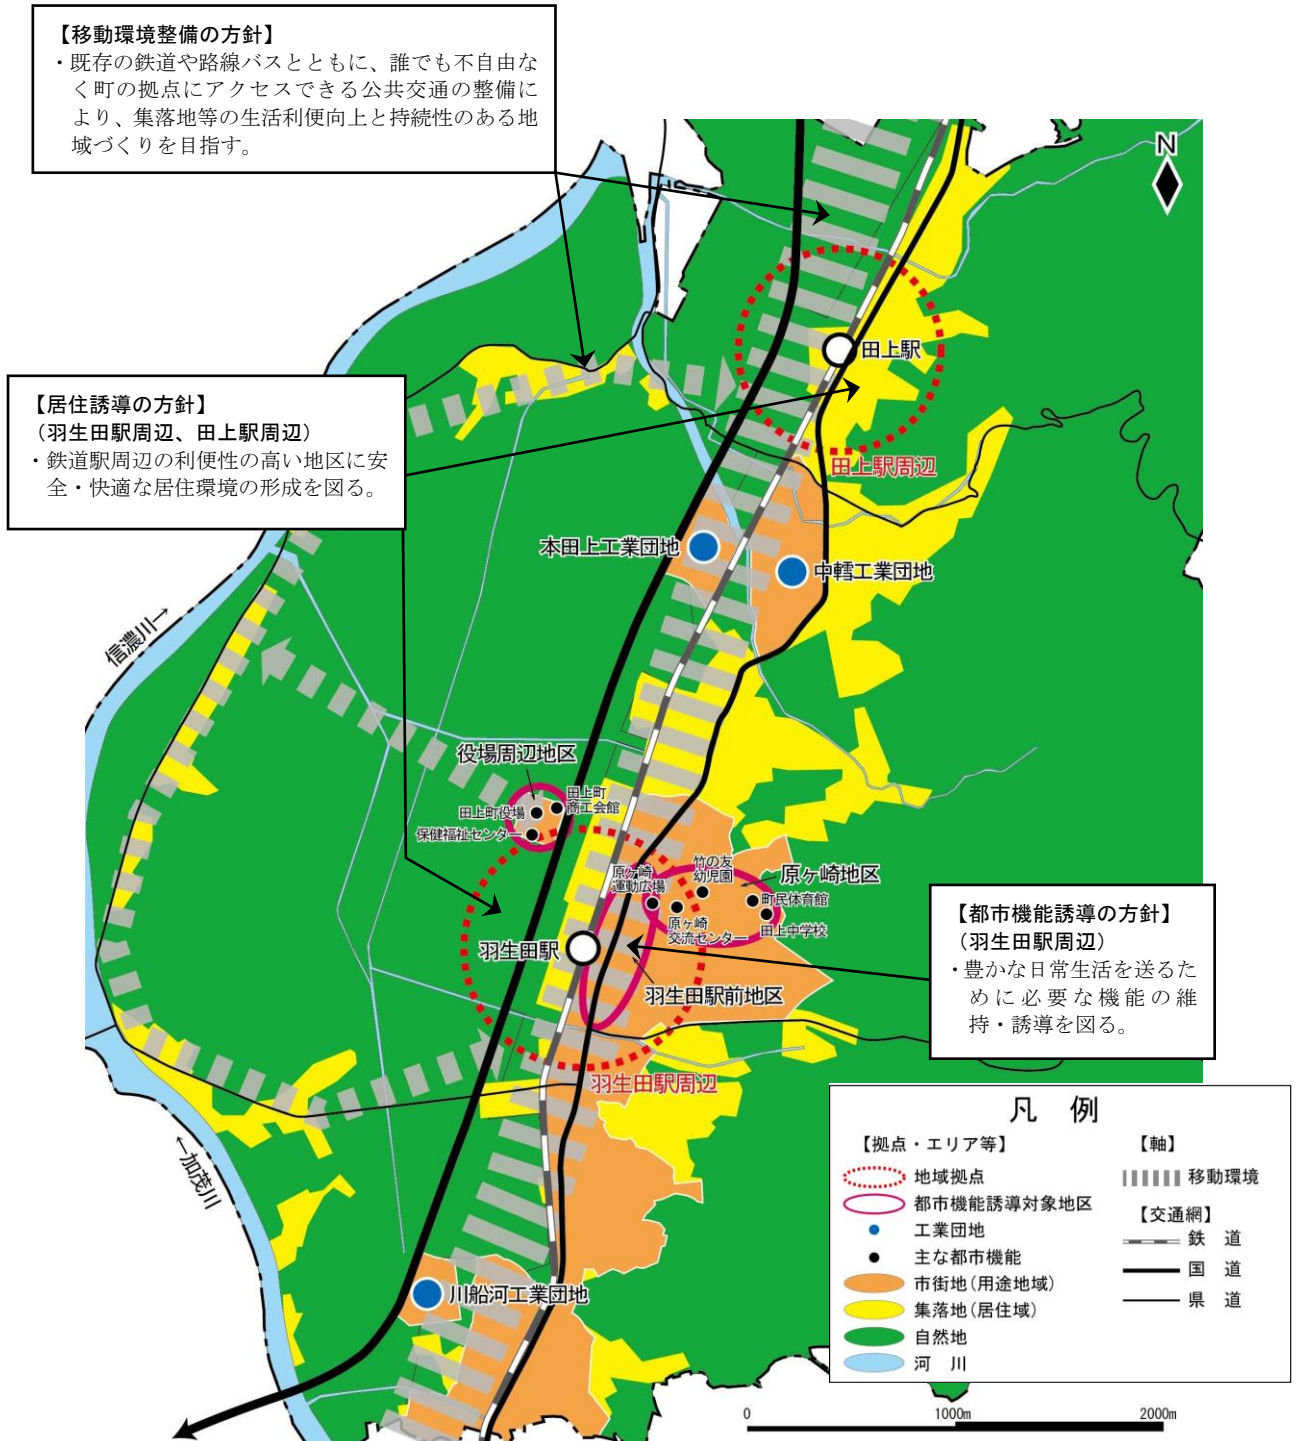 【移動環境整備の方針】
・既存の鉄道や路線バスとともに、誰でも不自由な
く町の拠点にアクセスできる公共交通の整備に
より、集落地等の生活利便向上と持続性のある地
域づくりを目指す。
N
田上駅
【居住誘導の方針】
（羽生田駅周辺、田上駅周辺）
・鉄道駅周辺の利便性の高い地区に安
全・快適な居住環境の形成を図る。
田上駅周辺
本田上工業団地
中轌工業団地
信濃川→
役場周辺地区
田上町
商工会館
田上町役場
保健福祉センター
竹の友
幼児園
原ヶ崎
運動広場
原ヶ崎地区
町民体育館
原ヶ崎
交流センター
田上中学校
羽生田駅
羽生田駅前地区
【都市機能誘導の方針】
（羽生田駅周辺）
・豊かな日常生活を送るた
めに必要な機能の維
持・誘導を図る。
羽生田駅周辺
←加茂川
川船河工業団地
凡 例
【拠点・エリア等】
地域拠点
都市機能誘導対象地区
工業団地
主な都市機能
市街地(用途地域)
集落地(居住域)
自然地
河 川
【軸】
移動環境
【交通網】
鉄 道
国 道
県 道
0 1000m 2000m